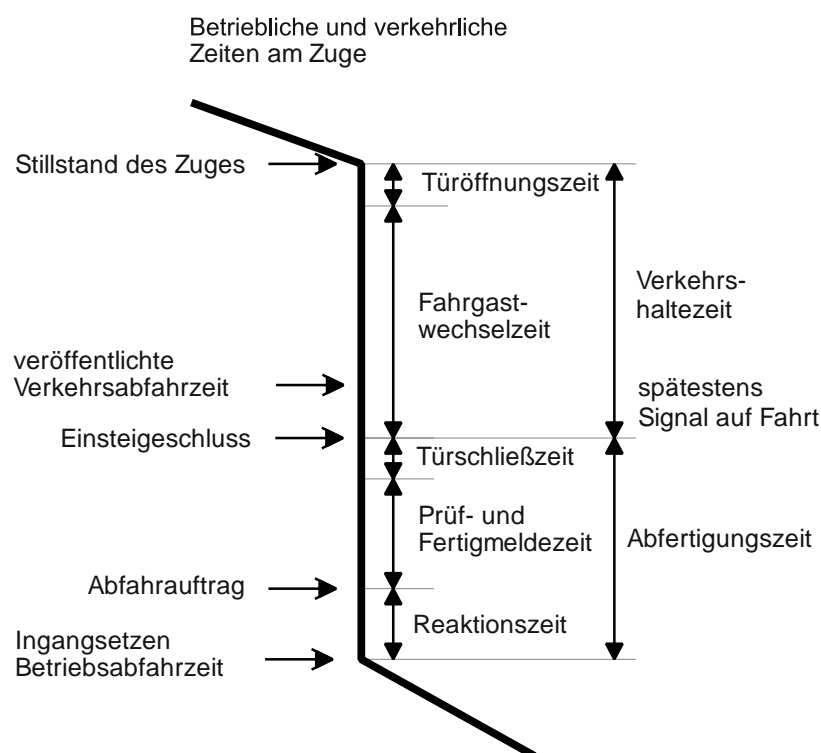 Betriebliche und verkehrliche
Zeiten am Zuge
Stillstand des Zuges
Türöffnungszeit
Fahrgast-
wechselzeit
Verkehrs-
haltezeit
veröffentlichte
Verkehrsabfahrzeit
spätestens
Signal auf Fahrt
Einsteigeschluss
Türschließzeit
Prüf- und
Fertigmeldezeit
Abfertigungszeit
Abfahrauftrag
Reaktionszeit
Ingangsetzen
Betriebsabfahrzeit